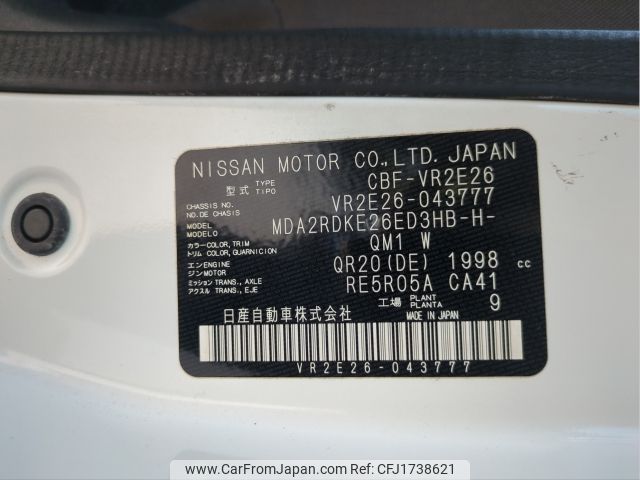 NISSAN MOTOR CO.,LTD. JAPAN
型式 TYPE TIPO CBF-VR2E26
CHASSIS NO. NO.DE CHASIS VR2E26-043777
MODEL MODELO MDA2RDKE26ED3HB-H-
カラー COLOR, TRIM トリム COLOR, GUARNICION QM1 W
エンジン ENGINE MOTOR QR20(DE) 1998 cc
ミッション TRANS., AXLE アクスル TRANS., EJE RE5R05A CA41
日産自動車株式会社 工場 PLANT PLANTA 9
MADE IN JAPAN
VR2E26-043777
www.CarFromJapan.com RefNo:CFJ1738621